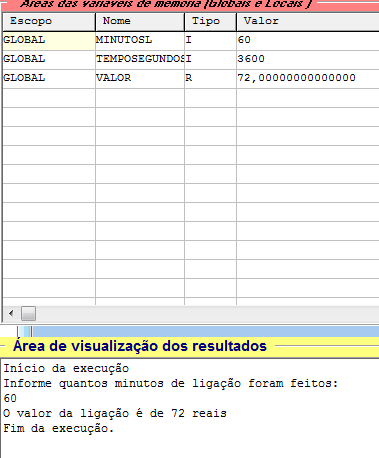 Áreas das variáveis de memória (Globais e Locais )
Escopo Nome Tipo Valor
GLOBAL MINUTOSL I 60
GLOBAL TEMPOSEGUNDOS I 3600
GLOBAL VALOR R 72,00000000000000
Área de visualização dos resultados
Início da execução
Informe quantos minutos de ligação foram feitos:
60
O valor da ligação é de 72 reais
Fim da execução.